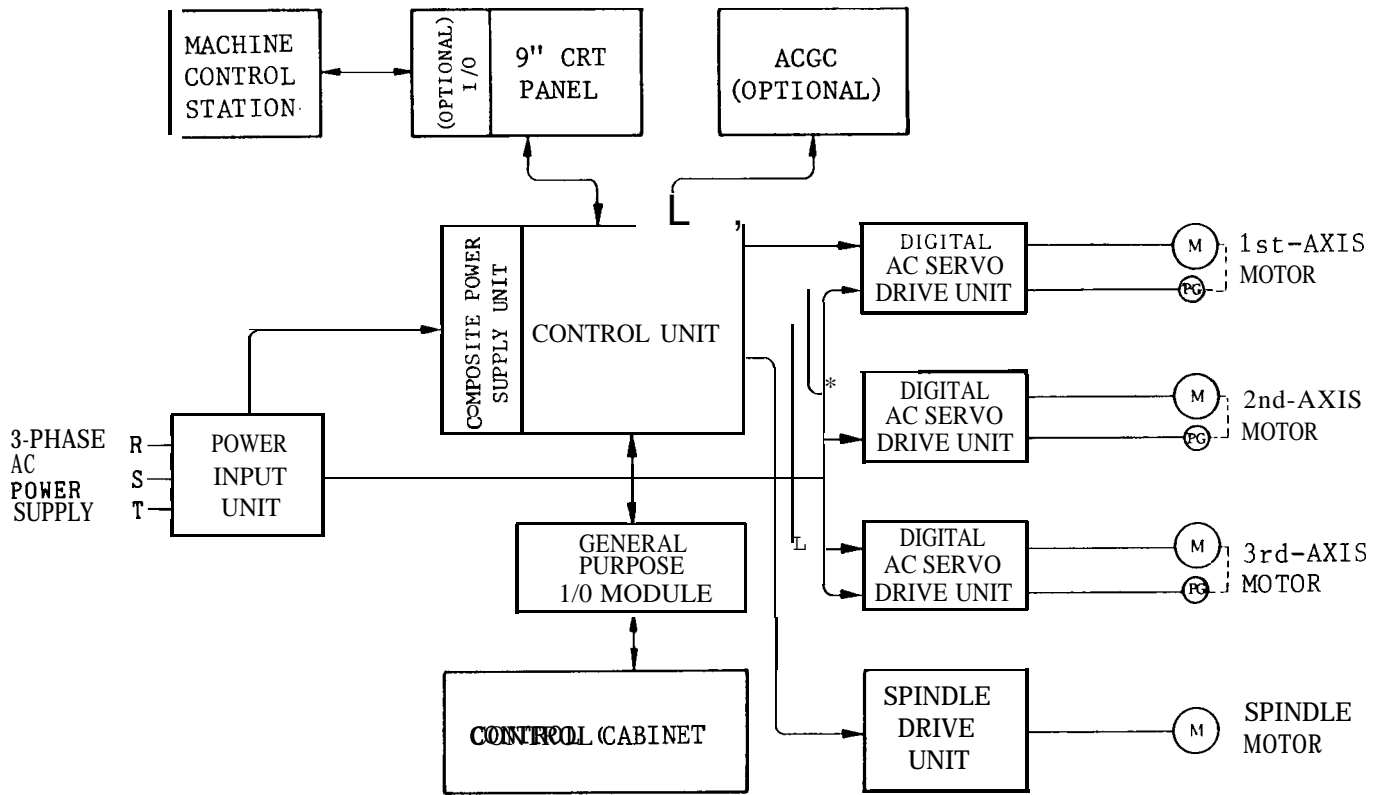 MACHINE
CONTROL
STATION
(OPTIONAL)
I/O
9" CRT
PANEL
ACGC
(OPTIONAL)
L ,
COMPOSITE POWER
SUPPLY UNIT
CONTROL UNIT
DIGITAL
AC SERVO
DRIVE UNIT
M
PG
1st-AXIS
MOTOR
*
DIGITAL
AC SERVO
DRIVE UNIT
M
PG
2nd-AXIS
MOTOR
3-PHASE
AC
POWER
SUPPLY
R
S
T
POWER
INPUT
UNIT
L
DIGITAL
AC SERVO
DRIVE UNIT
M
PG
3rd-AXIS
MOTOR
GENERAL
PURPOSE
1/0 MODULE
CONTROL CABINET
SPINDLE
DRIVE
UNIT
M
SPINDLE
MOTOR